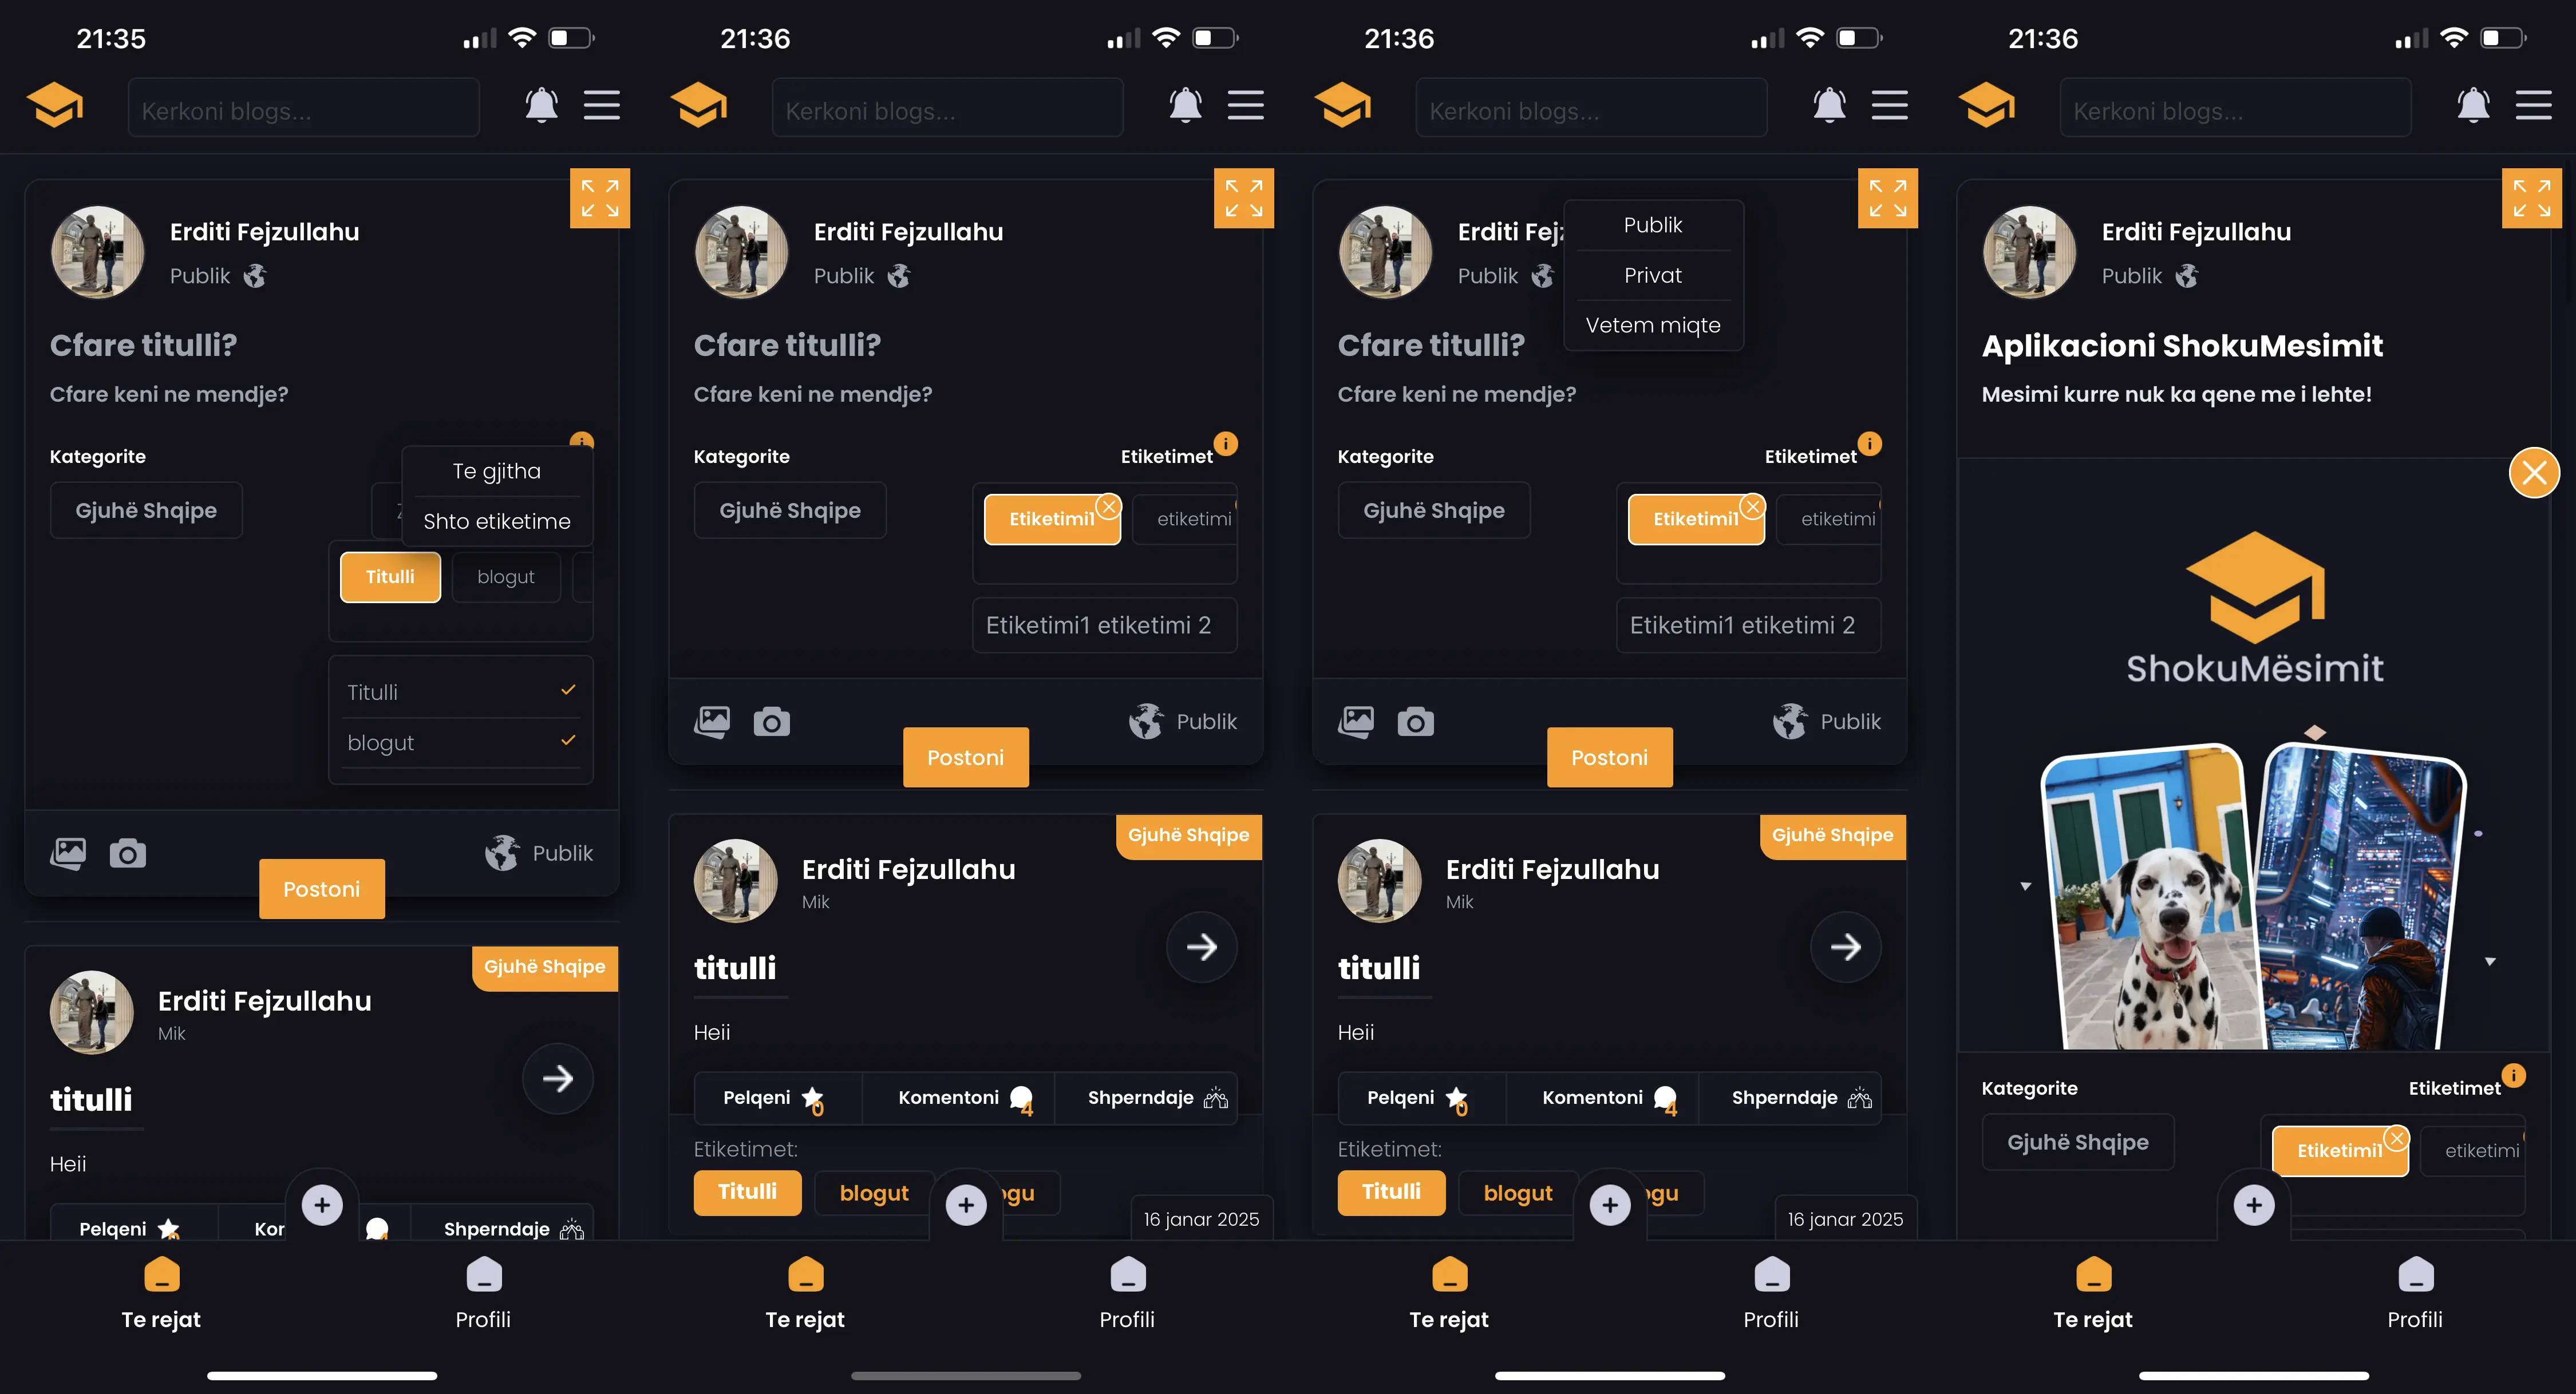 21:35
Kerkoni blogs...
Erditi Fejzullahu
Publik
Cfare titulli?
Cfare keni ne mendje?
Kategorite
Gjuhë Shqipe
Te gjitha
Shto etiketime
Titulli
blogut
Titulli
blogut
Publik
Postoni
Gjuhë Shqipe
Erditi Fejzullahu
Mik
titulli
Heii
Pelqeni
Kor
Shperndaje
Te rejat
Profili
21:36
Kerkoni blogs...
Erditi Fejzullahu
Publik
Cfare titulli?
Cfare keni ne mendje?
Kategorite
Etiketimet
i
Gjuhë Shqipe
Etiketimi1
etiketimi
Etiketimi1 etiketimi 2
Publik
Postoni
Gjuhë Shqipe
Erditi Fejzullahu
Mik
titulli
Heii
Pelqeni 0
Komentoni 4
Shperndaje
Etiketimet:
Titulli
blogut
ogu
16 janar 2025
Te rejat
Profili
21:36
Kerkoni blogs...
Erditi Fej
Publik
Publik
Privat
Vetem miqte
Cfare titulli?
Cfare keni ne mendje?
Kategorite
Etiketimet
i
Gjuhë Shqipe
Etiketimi1
etiketimi
Etiketimi1 etiketimi 2
Publik
Postoni
Gjuhë Shqipe
Erditi Fejzullahu
Mik
titulli
Heii
Pelqeni 0
Komentoni 4
Shperndaje
Etiketimet:
Titulli
blogut
ogu
16 janar 2025
Te rejat
Profili
21:36
Kerkoni blogs...
Erditi Fejzullahu
Publik
Aplikacioni ShokuMesimit
Mesimi kurre nuk ka qene me i lehte!
ShokuMësimit
Kategorite
Etiketimet
i
Gjuhë Shqipe
Etiketimi1
etiketimi
Te rejat
Profili